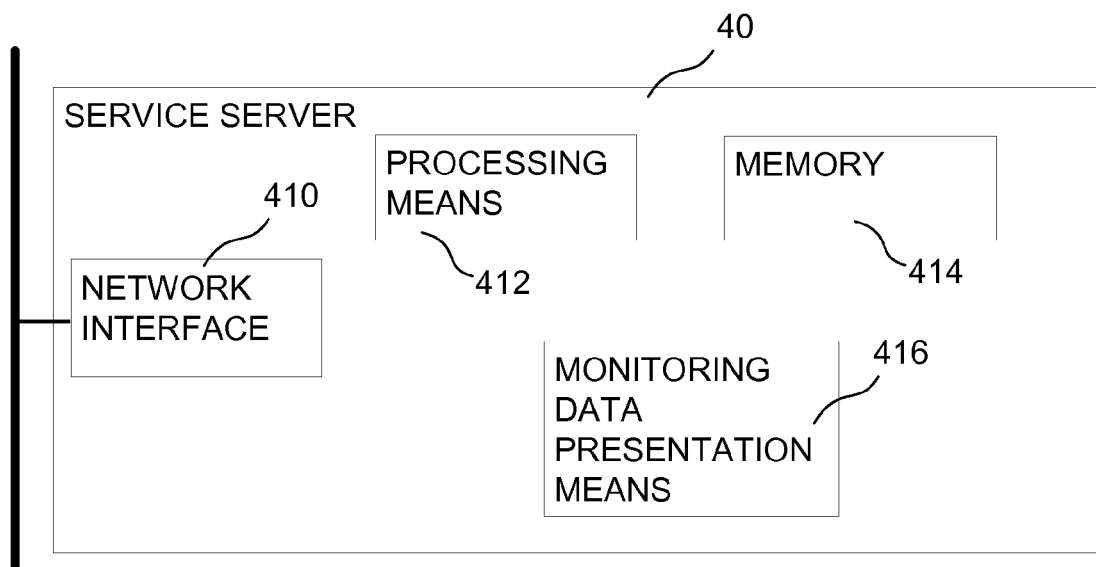 40
SERVICE SERVER
PROCESSING
MEANS
MEMORY
410
412
414
NETWORK
INTERFACE
416
MONITORING
DATA
PRESENTATION
MEANS